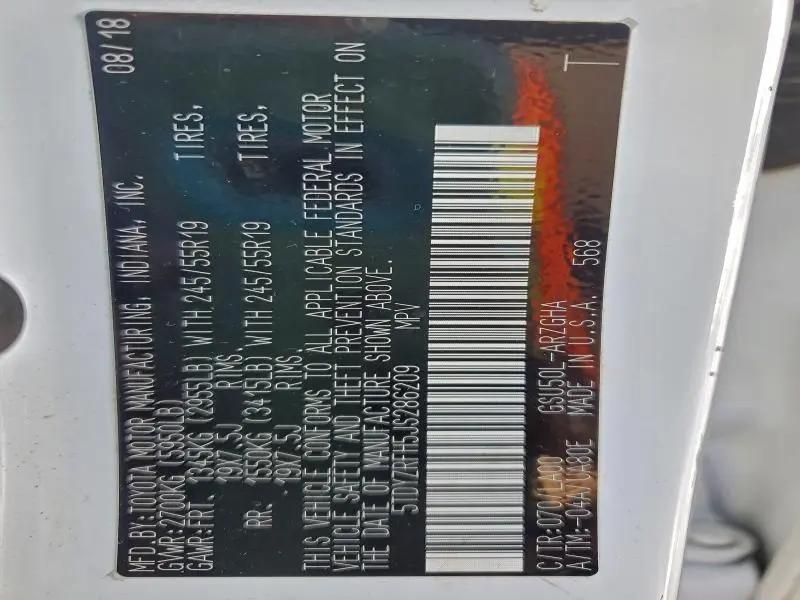 MFD.BY:TOYOTA MOTOR MANUFACTURING, INDIANA, INC. 08/18
GVWR:2700KG (5950LB)
GAWR:FRT. 1345KG (2955LB) WITH 245/55R19 TIRES,
19X7.5J RIMS.
RR. 1550KG (3415LB) WITH 245/55R19 TIRES,
19X7.5J RIMS.
THIS VEHICLE CONFORMS TO ALL APPLICABLE FEDERAL MOTOR
VEHICLE SAFETY AND THEFT PREVENTION STANDARDS IN EFFECT ON
THE DATE OF MANUFACTURE SHOWN ABOVE.
5TDYZRFH5JS286209 MPV
C/TR:070 /LA00 GSU50L-ARZGHA
A/TM:-04A /UA80E MADE IN U.S.A. 568
T